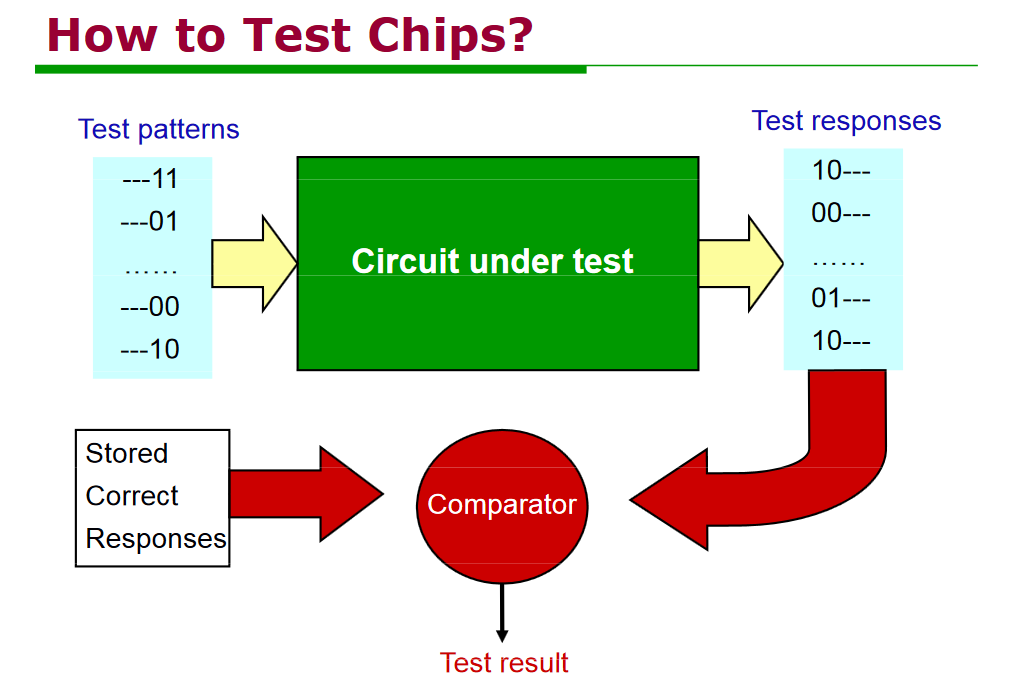 How to Test Chips?
Test patterns
---11
---01
......
---00
---10
Circuit under test
Test responses
10---
00---
......
01---
10---
Stored
Correct
Responses
Comparator
Test result